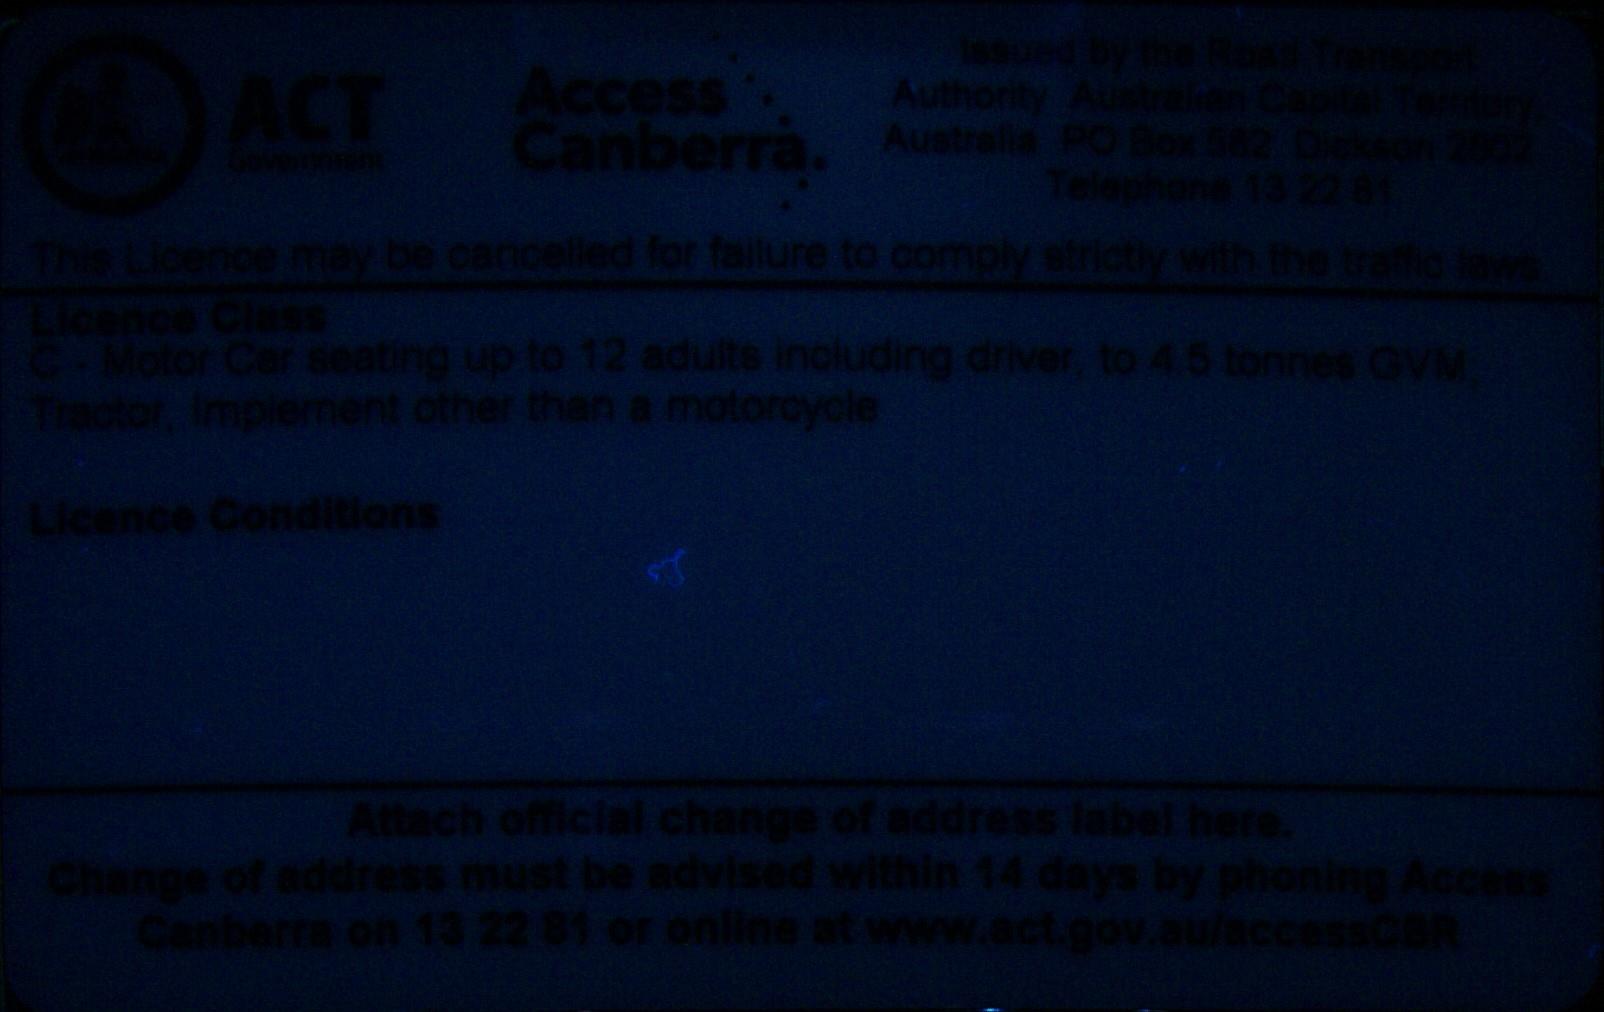 ACT
Government
Access
Canberra.
Issued by the Road Transport
Authority Australian Capital Territory,
Australia PO Box 582 Dickson 2602
Telephone 13 22 81
This Licence may be cancelled for failure to comply strictly with the traffic laws.
Licence Class
C - Motor Car seating up to 12 adults including driver, to 4.5 tonnes GVM,
Tractor, Implement other than a motorcycle
Licence Conditions
Attach official change of address label here.
Change of address must be advised within 14 days by phoning Access
Canberra on 13 22 81 or online at www.act.gov.au/accessCBR